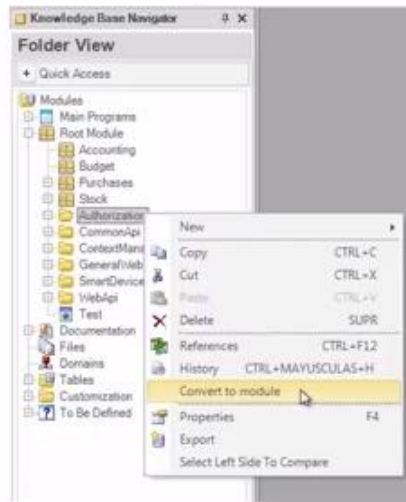 Knowledge Base Navigator
Folder View
Quick Access
Modules
Main Programs
Root Module
Accounting
Budget
Purchases
Stock
Authorization
CommonApi
ContextMana
GeneralWeb
SmartDevice
WebApi
Test
Documentation
Files
Domains
Tables
Customization
To Be Defined
New
Copy CTRL+C
Cut CTRL+X
Paste CTRL+V
Delete SUPR
References CTRL+F12
History CTRL+MAYUSCULAS+H
Convert to module
Properties F4
Export
Select Left Side To Compare